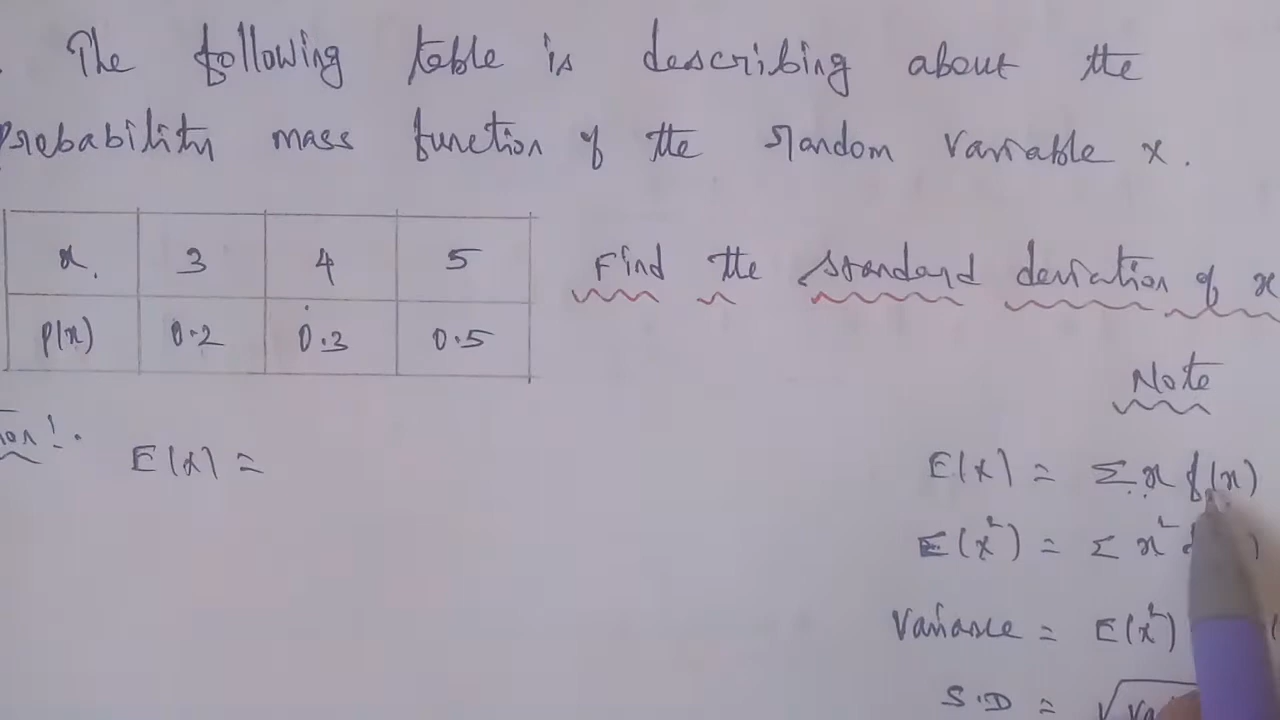 The following table is describing about the
Probability mass function of the random variable x.
x. 3 4 5
p(x) 0.2 0.3 0.5
Find the standard deviation of x
Note
E(x) =
E(x) = Σ x f(x)
E(x²) = Σ x²
Variance = E(x²)
S.D = √